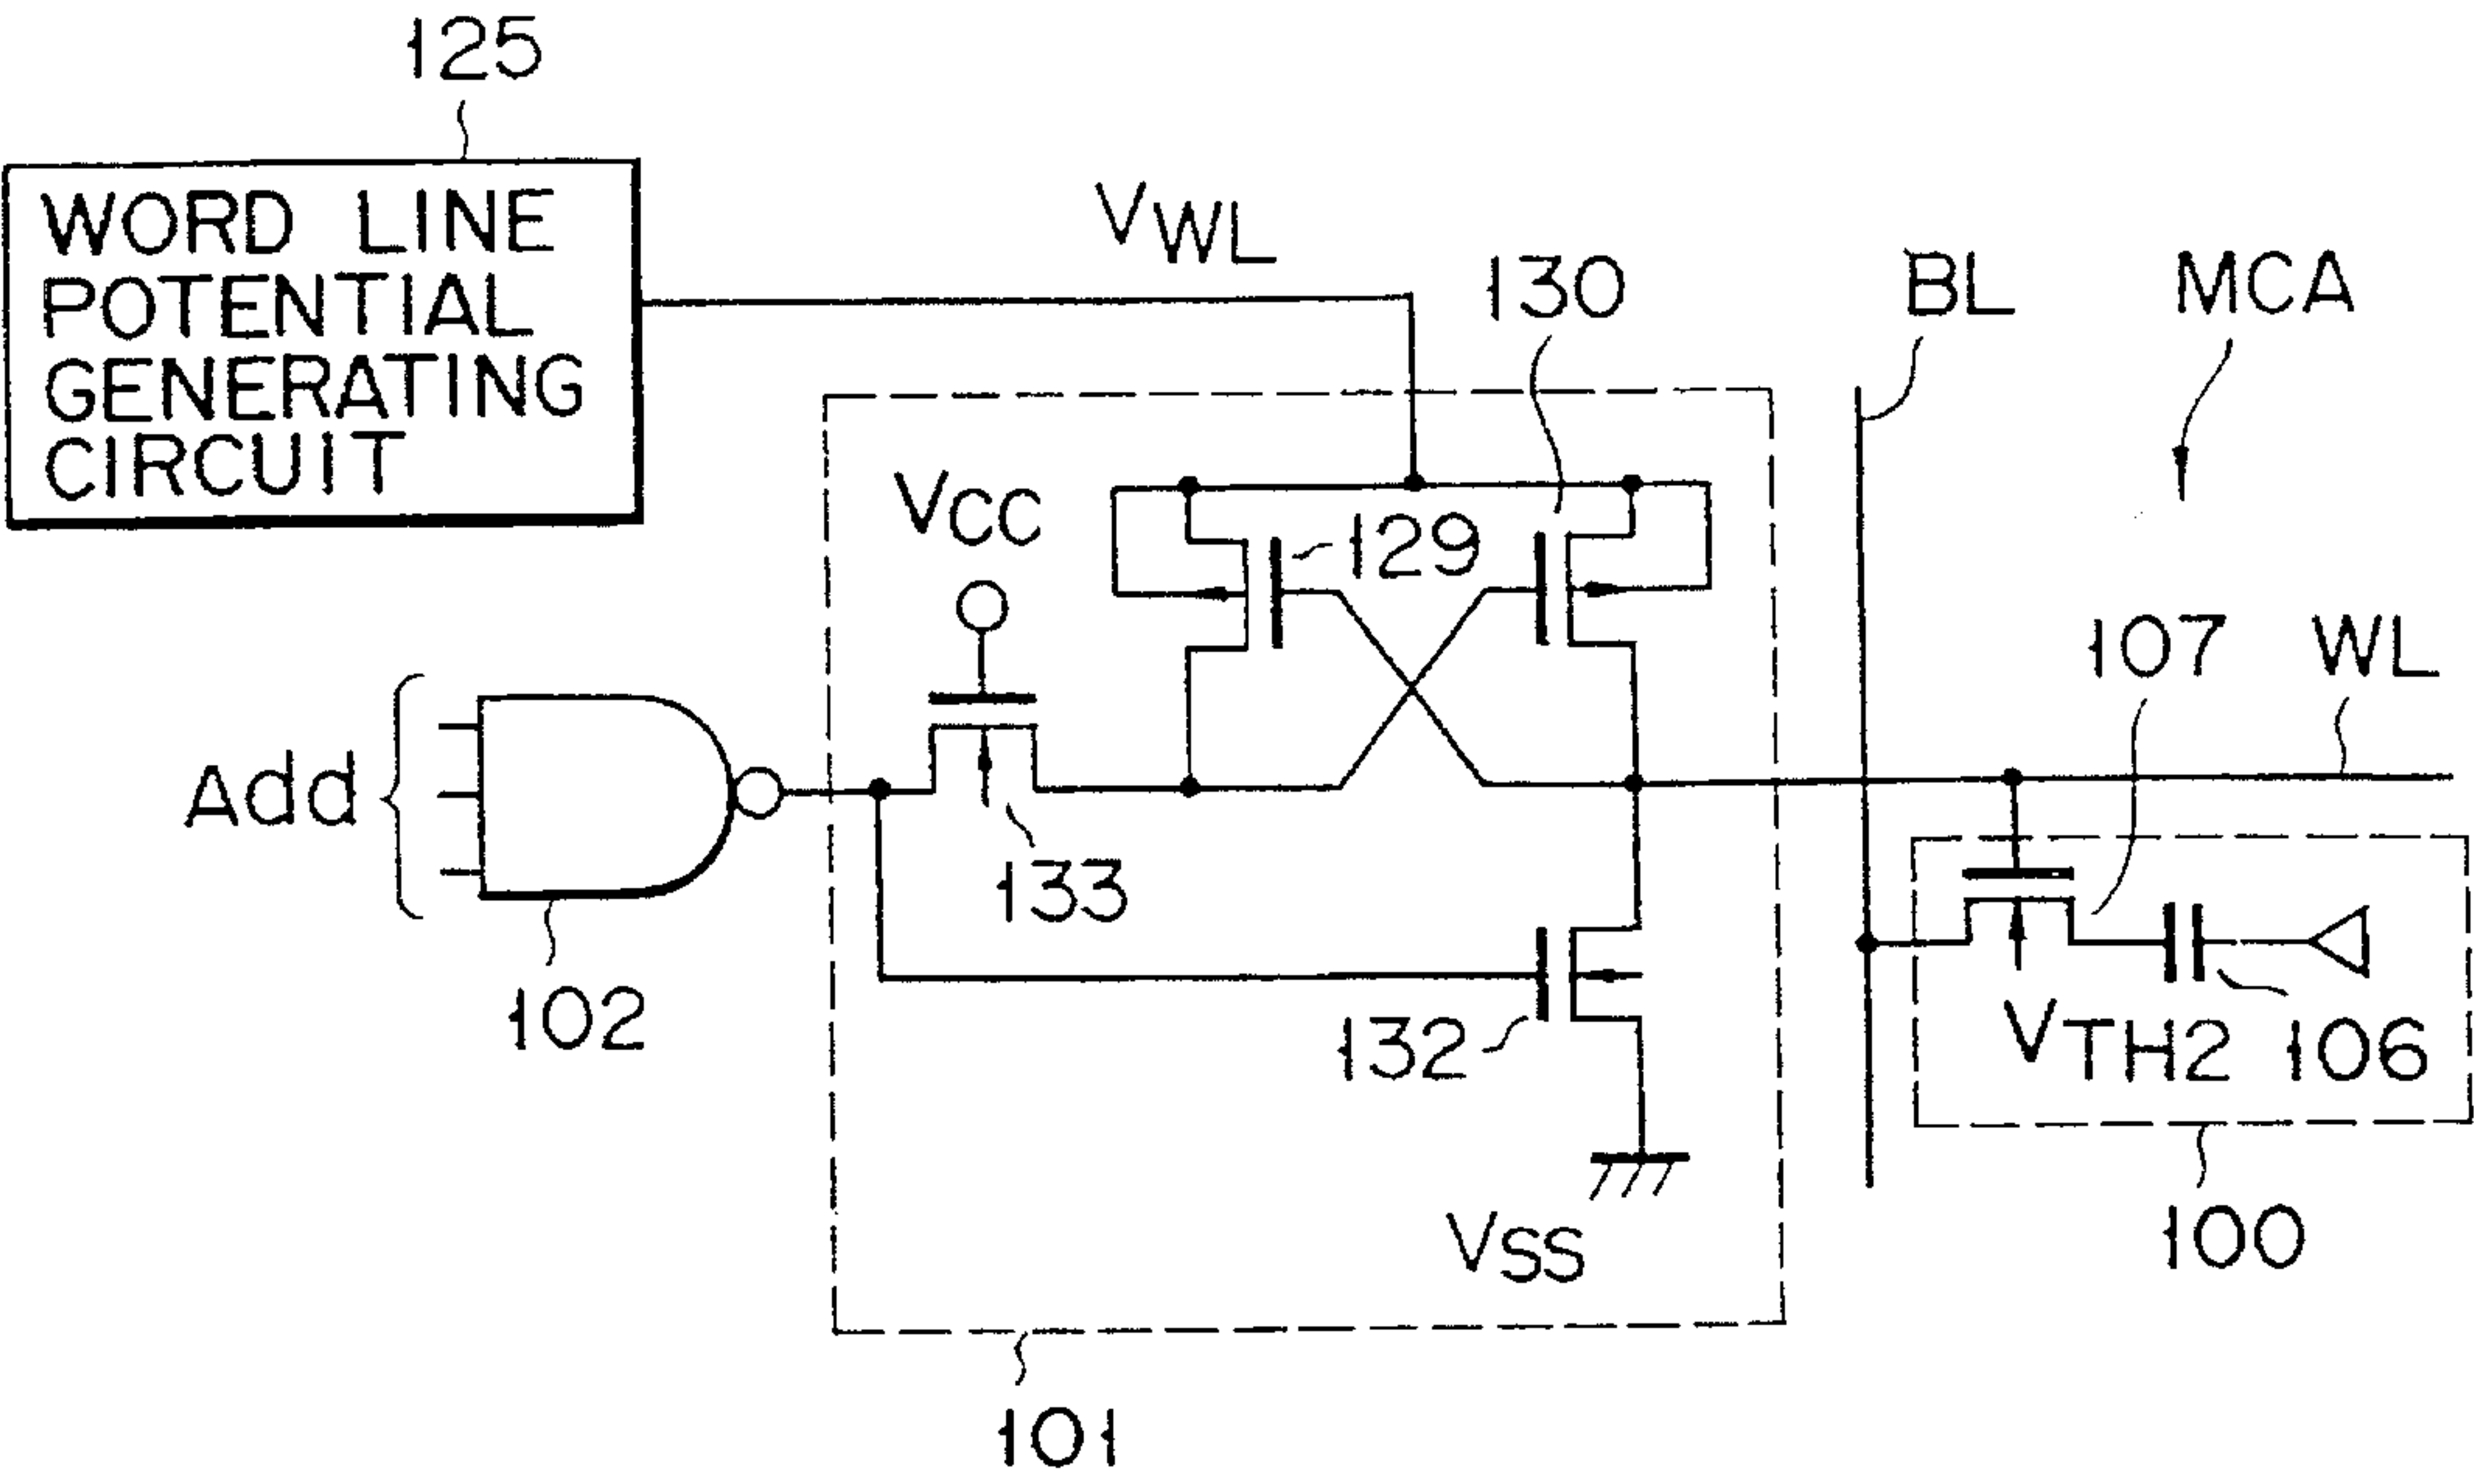 125
WORD LINE
POTENTIAL
GENERATING
CIRCUIT
VWL
130
BL
MCA
VCC
129
107
WL
Add
133
102
132
VTH2
106
VSS
100
101